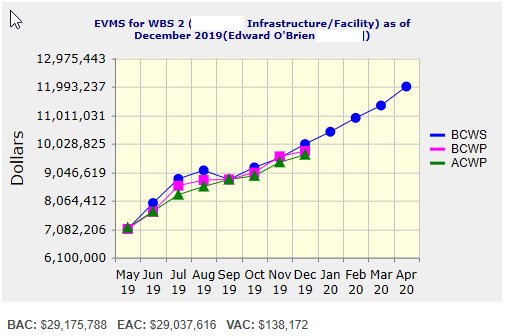 EVMS for WBS 2 ( Infrastructure/Facility) as of
December 2019(Edward O'Brien |)
12,975,443
11,993,237
11,011,031
10,028,825
9,046,619
8,064,412
7,082,206
6,100,000
Dollars
May Jun Jul Aug Sep Oct Nov Dec Jan Feb Mar Apr
19 19 19 19 19 19 19 19 20 20 20 20
BCWS
BCWP
ACWP
BAC: $29,175,788 EAC: $29,037,616 VAC: $138,172